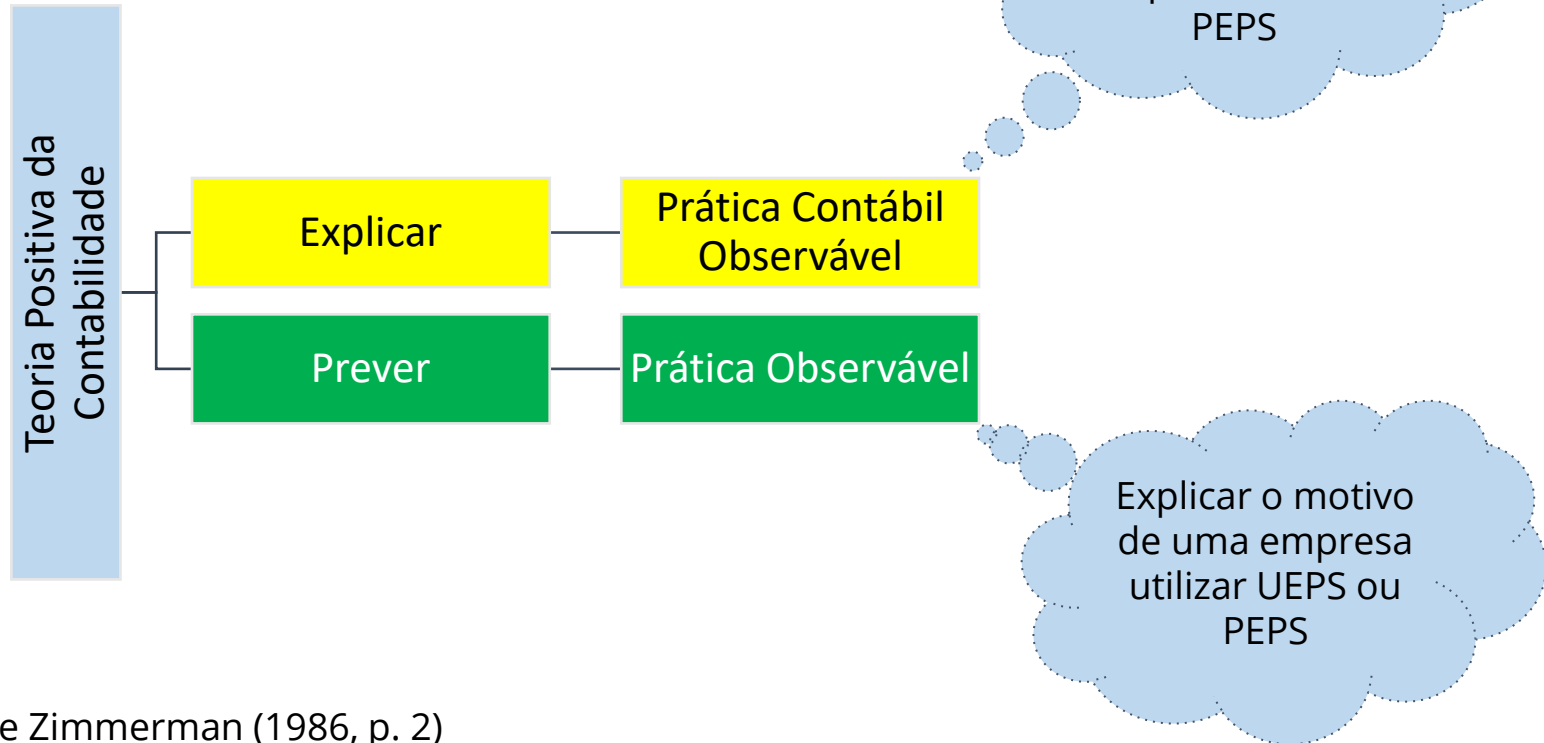 PEPS
Teoria Positiva da
Contabilidade
Explicar
Prática Contábil
Observável
Prever
Prática Observável
Explicar o motivo
de uma empresa
utilizar UEPS ou
PEPS
e Zimmerman (1986, p. 2)